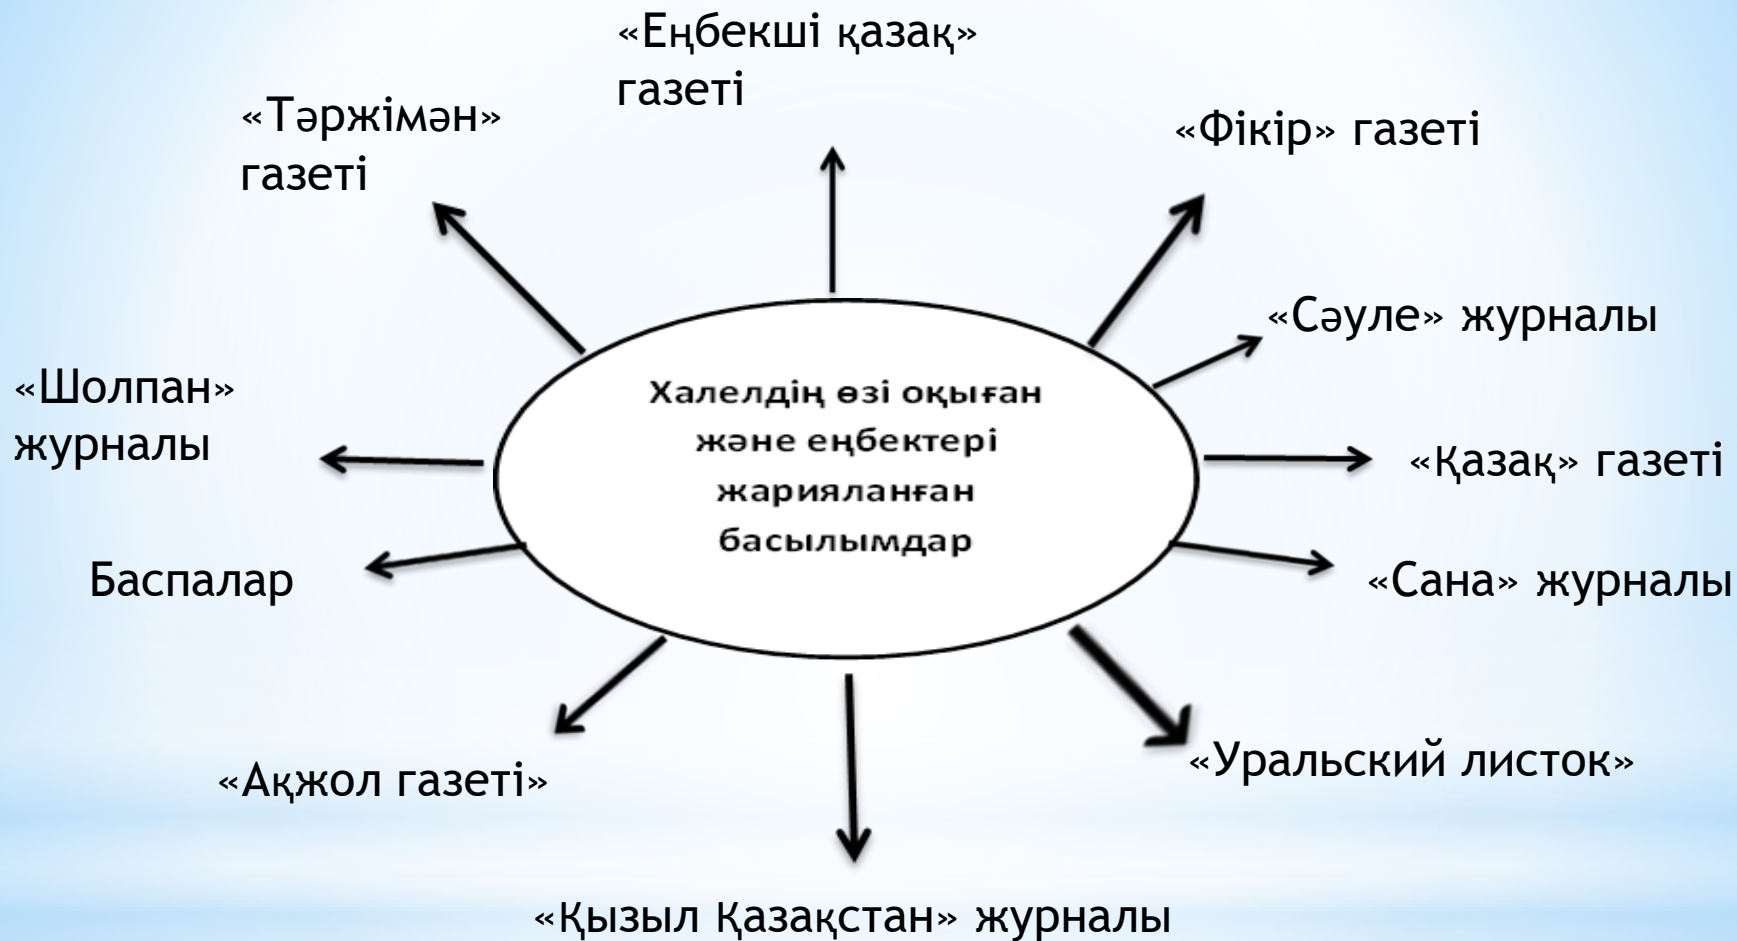 «Еңбекші қазақ»
газеті
«Тәржімән»
газеті
«Фікір» газеті
«Сәуле» журналы
«Шолпан»
журналы
Халелдің өзі оқыған
және еңбектері
жарияланған
басылымдар
«Қазақ» газеті
Баспалар
«Сана» журналы
«Ақжол газеті»
«Уральский листок»
«Қызыл Қазақстан» журналы